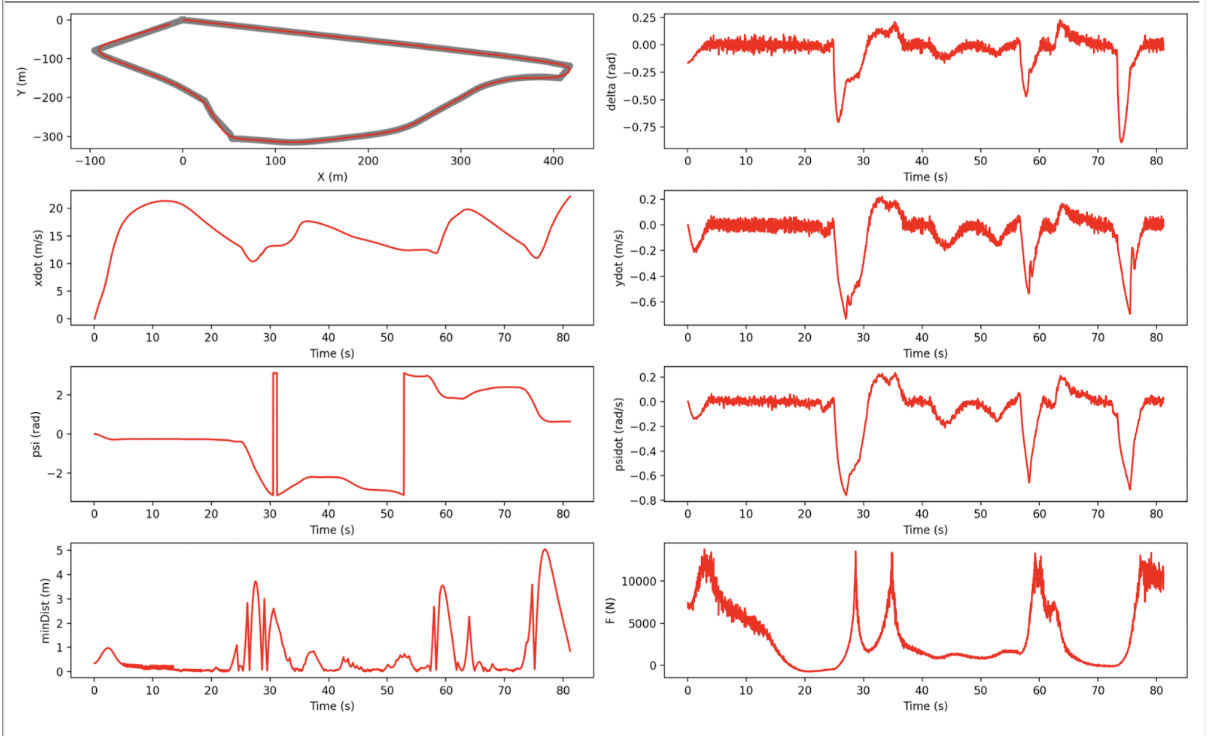 0
−100
−200
−300
Y (m)
−100 0 100 200 300 400
X (m)
0.25
0.00
−0.25
−0.50
−0.75
delta (rad)
0 10 20 30 40 50 60 70 80
Time (s)
20
15
10
5
0
xdot (m/s)
0 10 20 30 40 50 60 70 80
Time (s)
0.2
0.0
−0.2
−0.4
−0.6
ydot (m/s)
0 10 20 30 40 50 60 70 80
Time (s)
2
0
−2
psi (rad)
0 10 20 30 40 50 60 70 80
Time (s)
0.2
0.0
−0.2
−0.4
−0.6
−0.8
psidot (rad/s)
0 10 20 30 40 50 60 70 80
Time (s)
5
4
3
2
1
0
minDist (m)
0 10 20 30 40 50 60 70 80
Time (s)
10000
5000
0
F (N)
0 10 20 30 40 50 60 70 80
Time (s)